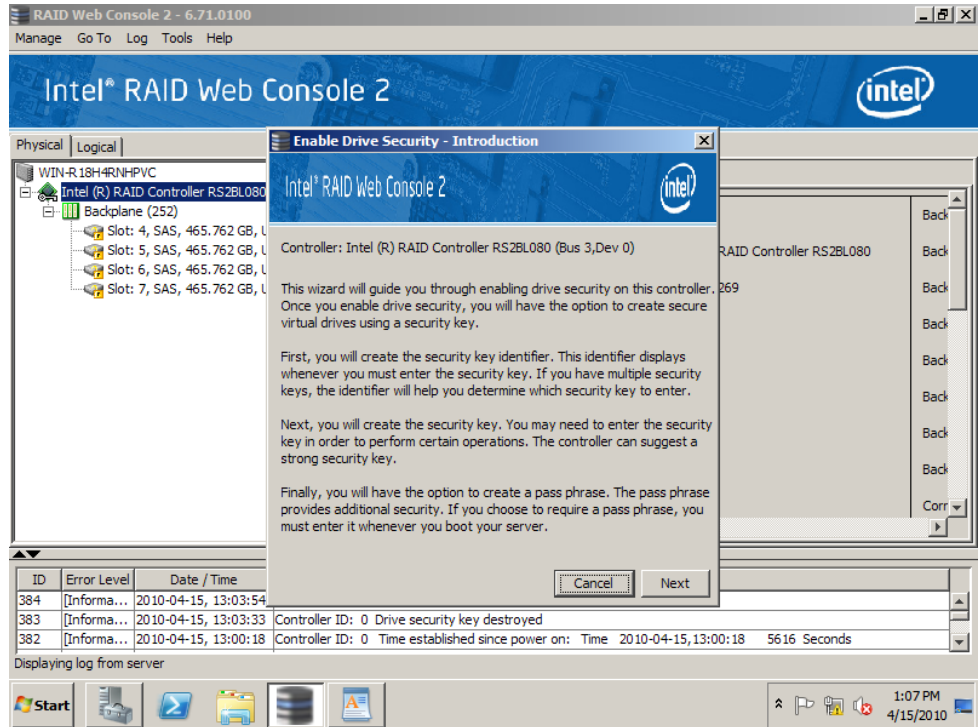 RAID Web Console 2 - 6.71.0100
Manage Go To Log Tools Help
Intel® RAID Web Console 2
intel
Physical Logical
WIN-R18H4RNHPVC
Intel (R) RAID Controller RS2BL080
Backplane (252)
Slot: 4, SAS, 465.762 GB, U
Slot: 5, SAS, 465.762 GB, U
Slot: 6, SAS, 465.762 GB, U
Slot: 7, SAS, 465.762 GB, U
Enable Drive Security - Introduction
Intel® RAID Web Console 2
intel
Controller: Intel (R) RAID Controller RS2BL080 (Bus 3,Dev 0)
This wizard will guide you through enabling drive security on this controller.
Once you enable drive security, you will have the option to create secure
virtual drives using a security key.
First, you will create the security key identifier. This identifier displays
whenever you must enter the security key. If you have multiple security
keys, the identifier will help you determine which security key to enter.
Next, you will create the security key. You may need to enter the security
key in order to perform certain operations. The controller can suggest a
strong security key.
Finally, you will have the option to create a pass phrase. The pass phrase
provides additional security. If you choose to require a pass phrase, you
must enter it whenever you boot your server.
Cancel Next
Back
RAID Controller RS2BL080 Back
269 Back
Back
Back
Back
Back
Back
Corr
ID Error Level Date / Time
384 [Informa... 2010-04-15, 13:03:54
383 [Informa... 2010-04-15, 13:03:33 Controller ID: 0 Drive security key destroyed
382 [Informa... 2010-04-15, 13:00:18 Controller ID: 0 Time established since power on: Time 2010-04-15,13:00:18 5616 Seconds
Displaying log from server
Start
1:07 PM
4/15/2010